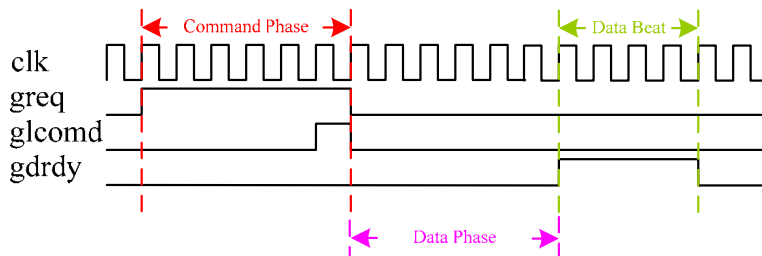 Command Phase
Data Beat
clk
greq
glcomd
gdrdy
Data Phase